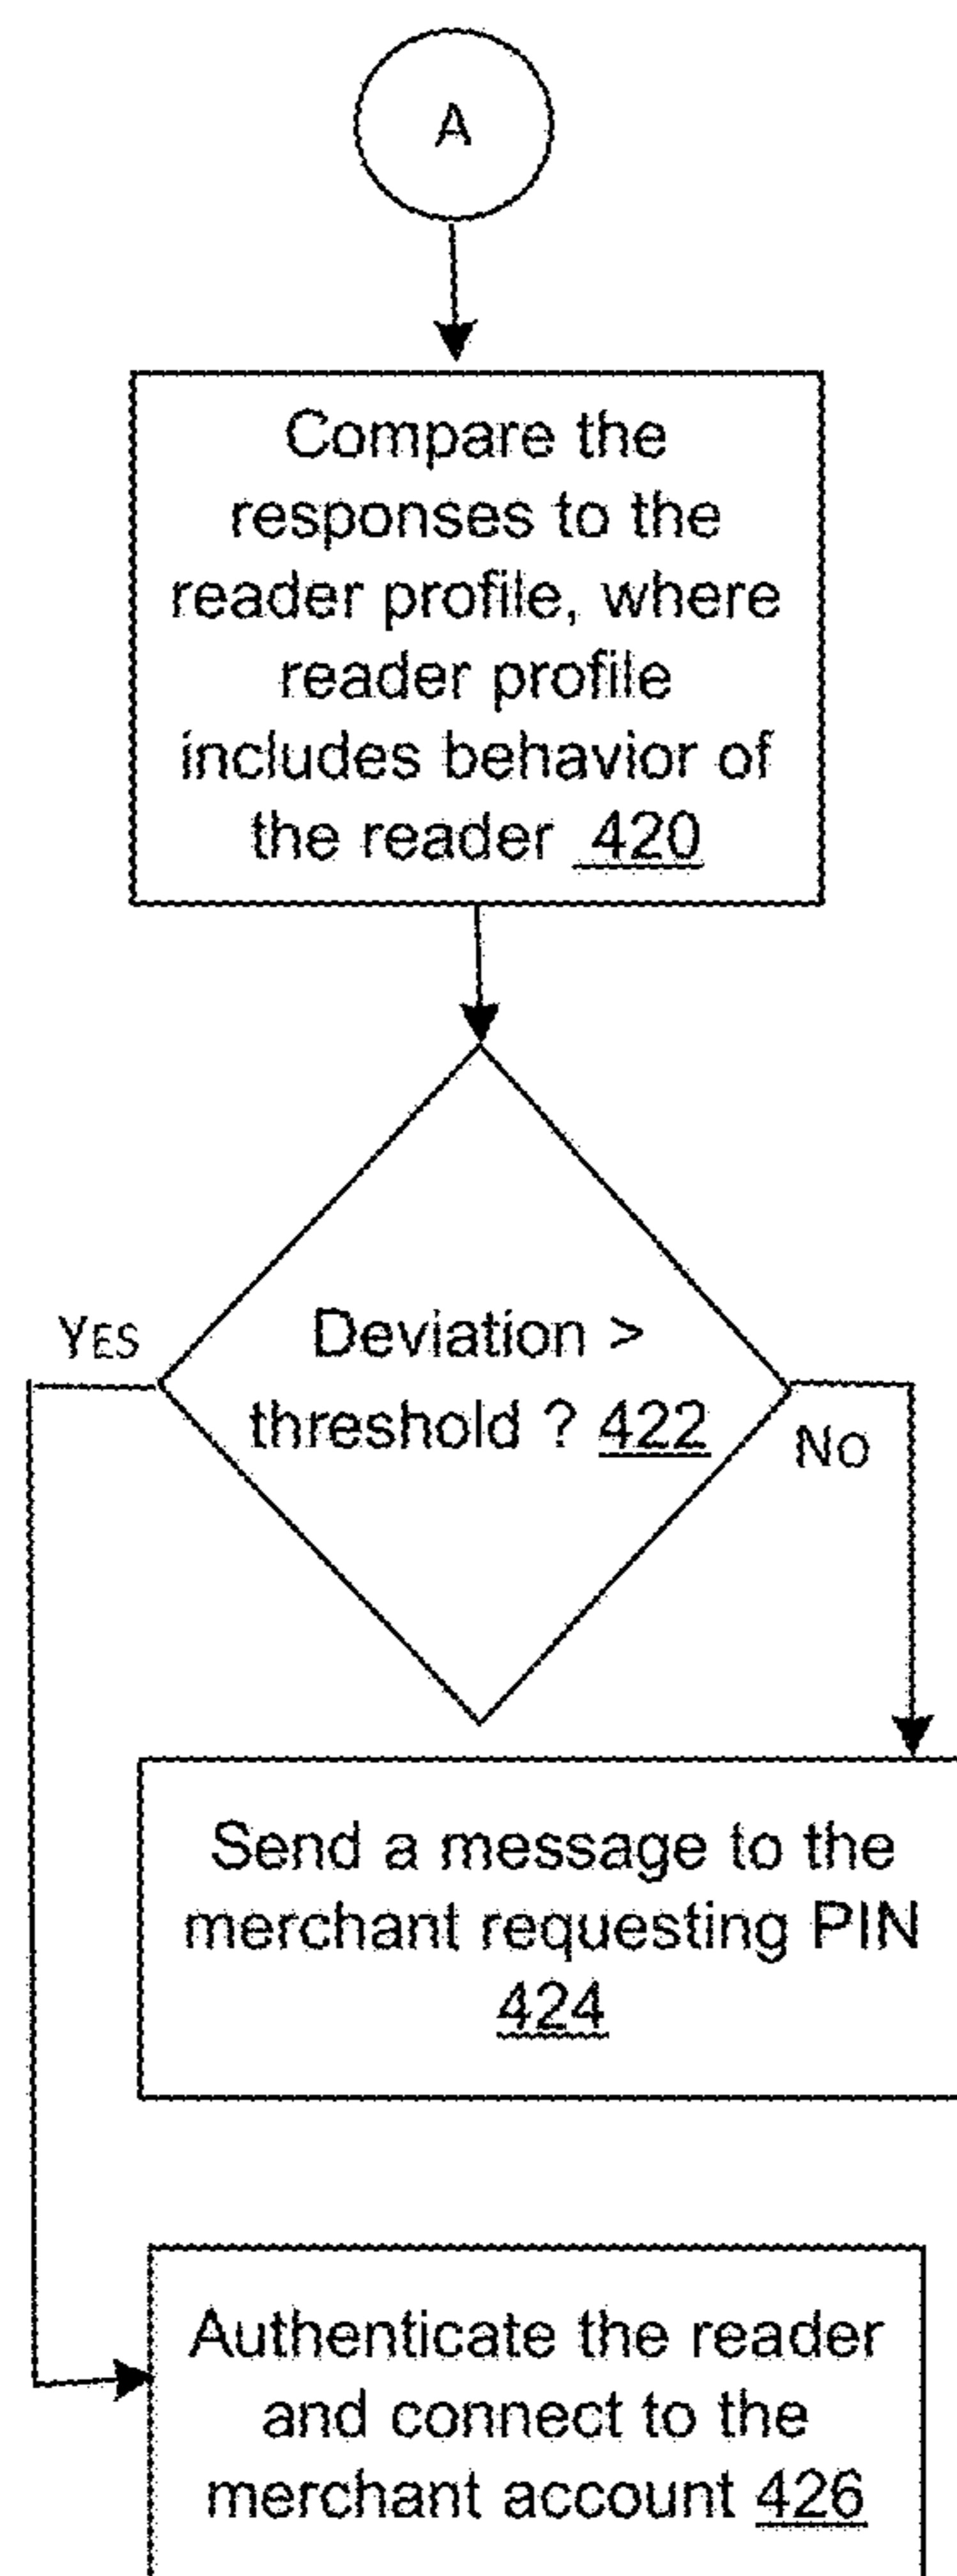 A
Compare the
responses to the
reader profile, where
reader profile
includes behavior of
the reader 420
YES
Deviation >
threshold ? 422
NO
Send a message to the
merchant requesting PIN
424
Authenticate the reader
and connect to the
merchant account 426